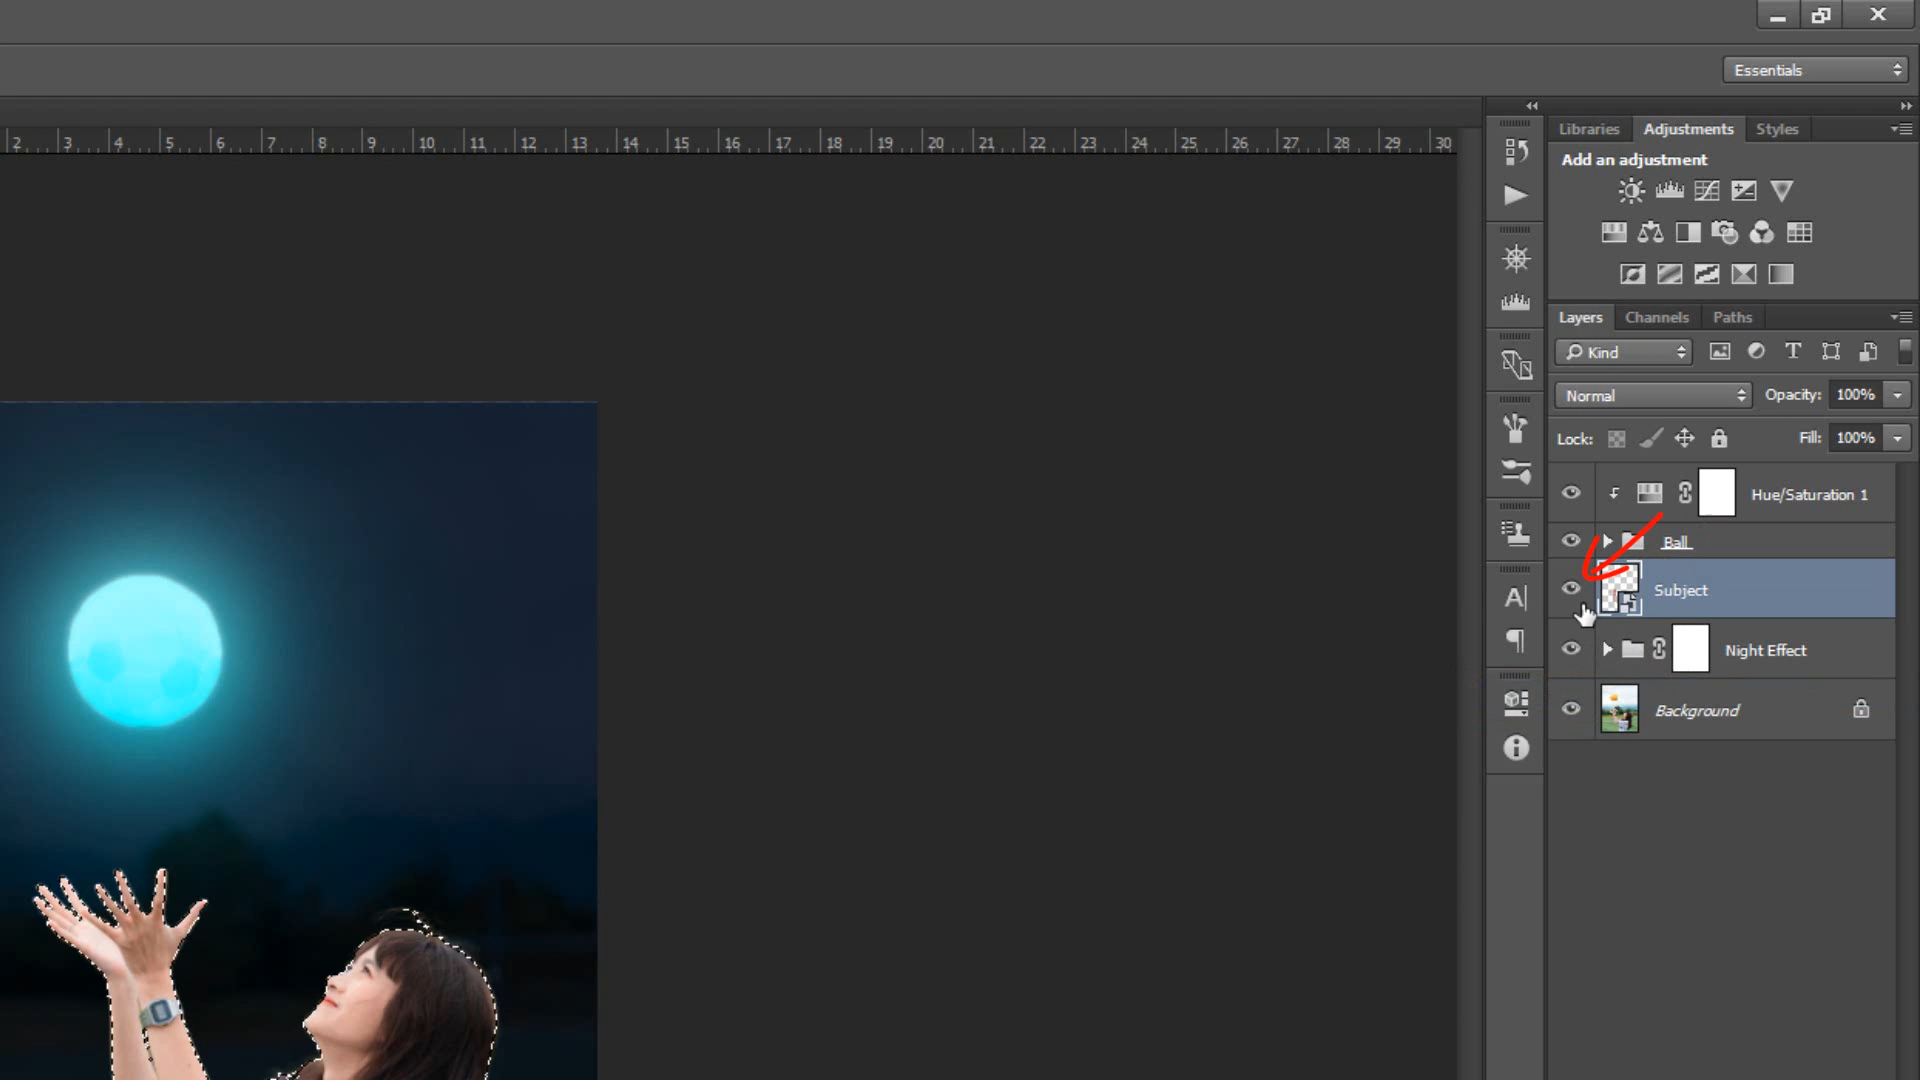 Essentials
2 3 4 5 6 7 8 9 10 11 12 13 14 15 16 17 18 19 20 21 22 23 24 25 26 27 28 29 30
Libraries Adjustments Styles
Add an adjustment
Layers Channels Paths
Kind
Normal Opacity: 100%
Lock: Fill: 100%
Hue/Saturation 1
Ball
Subject
Night Effect
Background